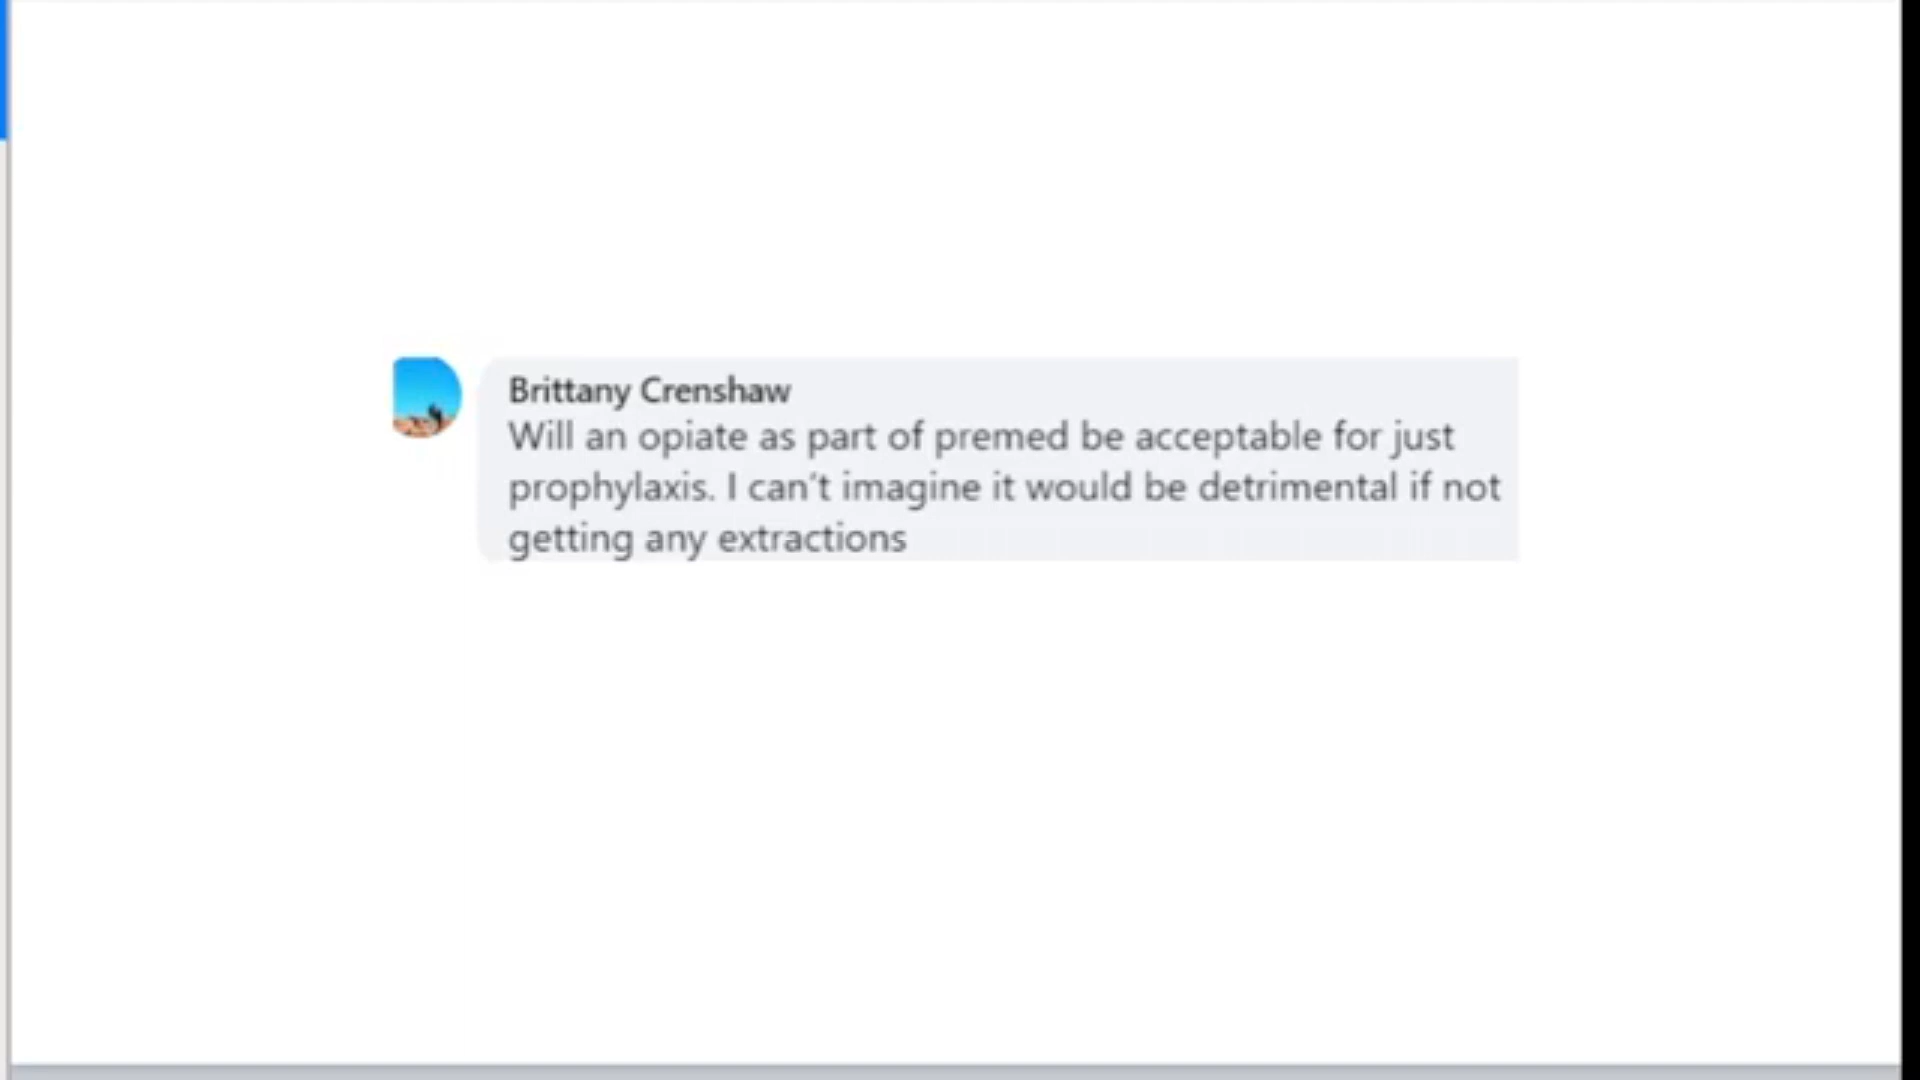 Brittany Crenshaw
Will an opiate as part of premed be acceptable for just
prophylaxis. I can't imagine it would be detrimental if not
getting any extractions